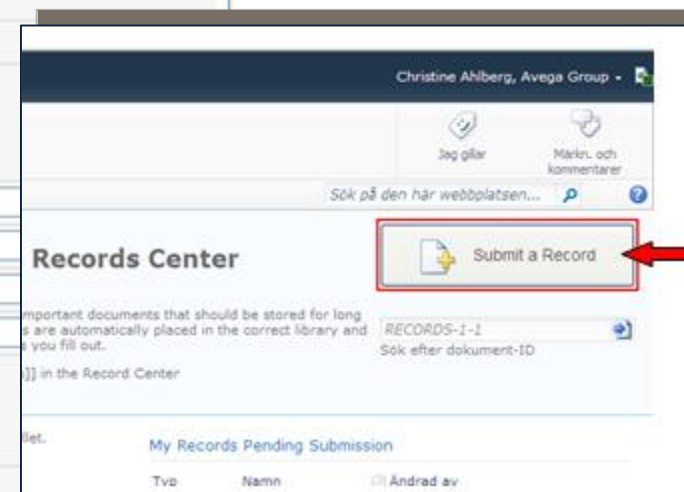 Christine Ahlberg, Avega Group
Jag gillar
Märkn. och
kommentarer
Sök på den här webbplatsen...
Records Center
Submit a Record
important documents that should be stored for long
s are automatically placed in the correct library and
you fill out.
RECORDS-1-1
Sök efter dokument-ID
]] in the Record Center
My Records Pending Submission
Typ Namn Ändrad av